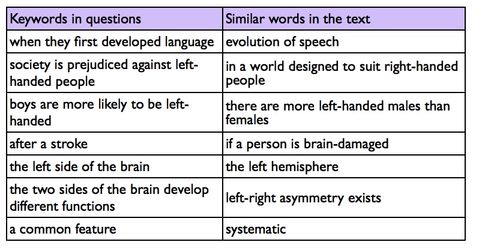 Keywords in questions
Similar words in the text
when they first developed language
evolution of speech
society is prejudiced against left-
handed people
in a world designed to suit right-handed
people
boys are more likely to be left-
handed
there are more left-handed males than
females
after a stroke
if a person is brain-damaged
the left side of the brain
the left hemisphere
the two sides of the brain develop
different functions
left-right asymmetry exists
a common feature
systematic